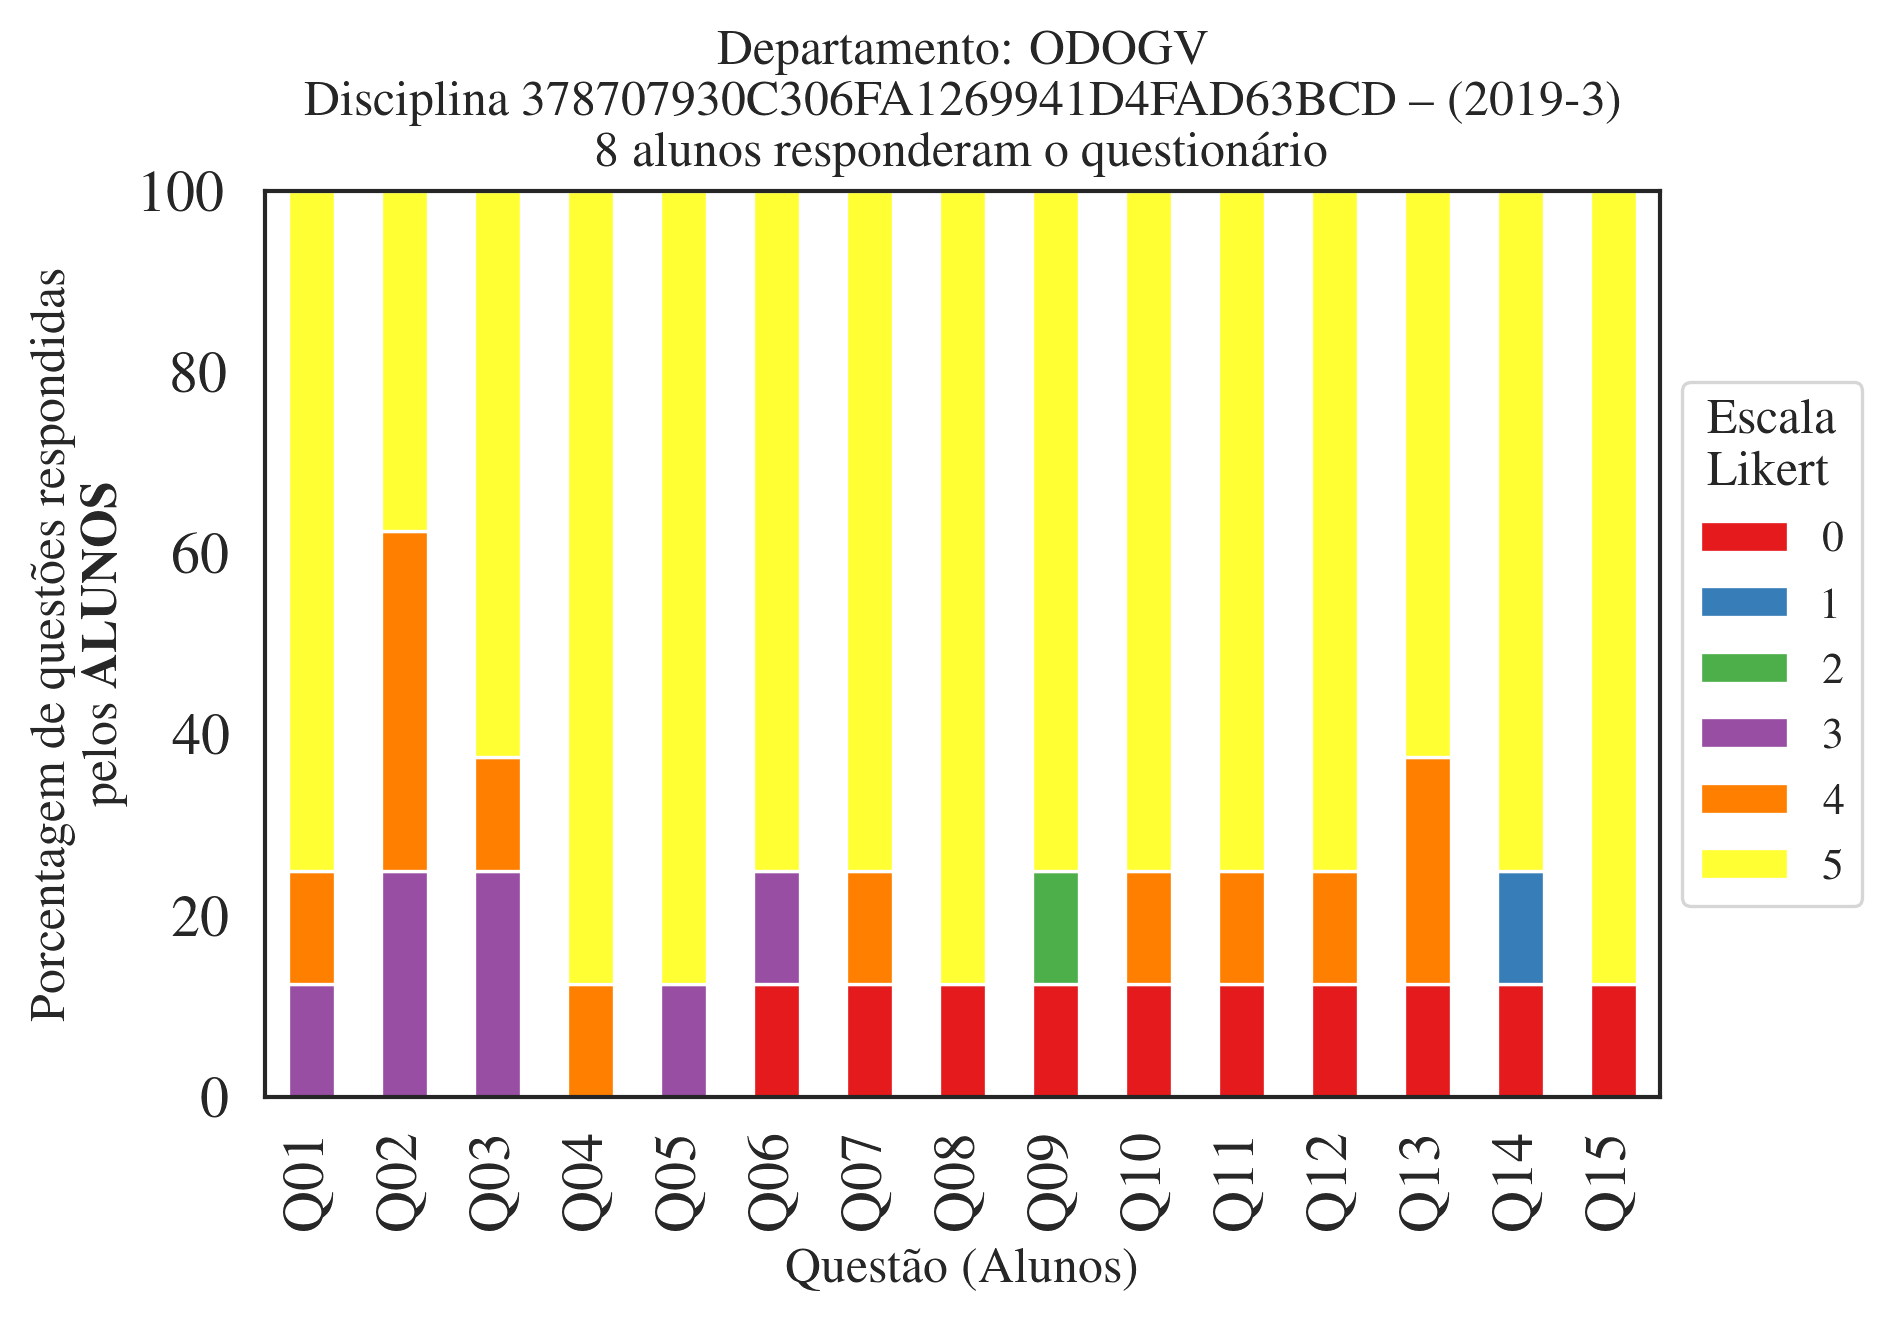 Departamento: ODOGV
Disciplina 378707930C306FA1269941D4FAD63BCD – (2019-3)
8 alunos responderam o questionário
Porcentagem de questões respondidas
pelos ALUNOS
100
80
60
40
20
0
Q01
Q02
Q03
Q04
Q05
Q06
Q07
Q08
Q09
Q10
Q11
Q12
Q13
Q14
Q15
Questão (Alunos)
Escala
Likert
0
1
2
3
4
5